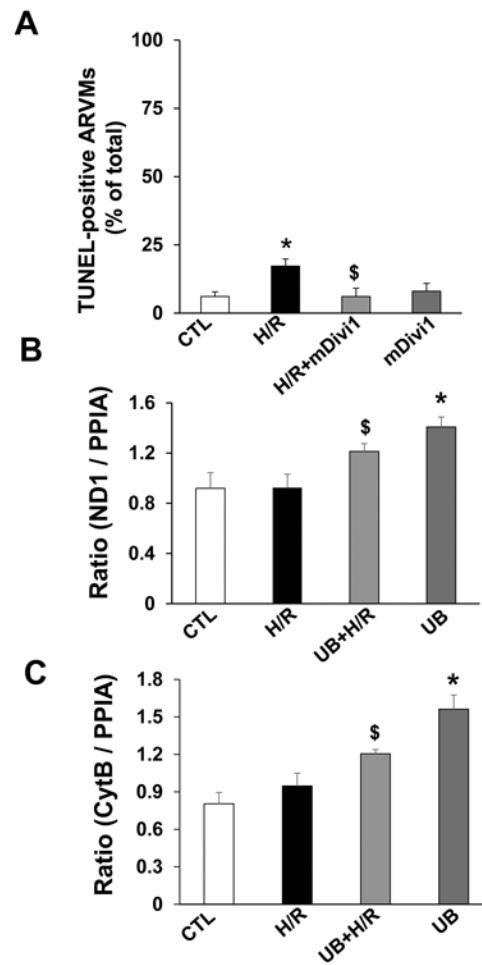 A
TUNEL-positive ARVMs
(% of total)
100
75
50
25
0
*
$
CTL
H/R
H/R+mDivi1
mDivi1
B
Ratio (ND1 / PPIA)
1.6
1.2
0.8
0.4
0
$
*
CTL
H/R
UB+H/R
UB
C
Ratio (CytB / PPIA)
1.8
1.5
1.2
0.9
0.6
0.3
0
$
*
CTL
H/R
UB+H/R
UB